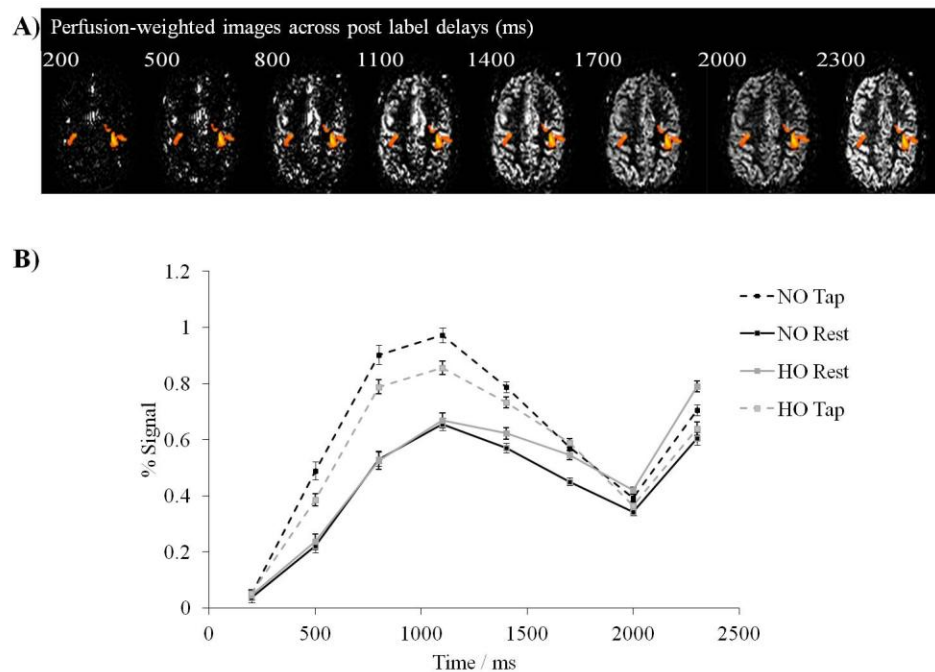 A)
Perfusion-weighted images across post label delays (ms)
200 500 800 1100 1400 1700 2000 2300
B)
1.2
1
0.8
0.6
0.4
0.2
0
% Signal
0 500 1000 1500 2000 2500
Time / ms
NO Tap
NO Rest
HO Rest
HO Tap